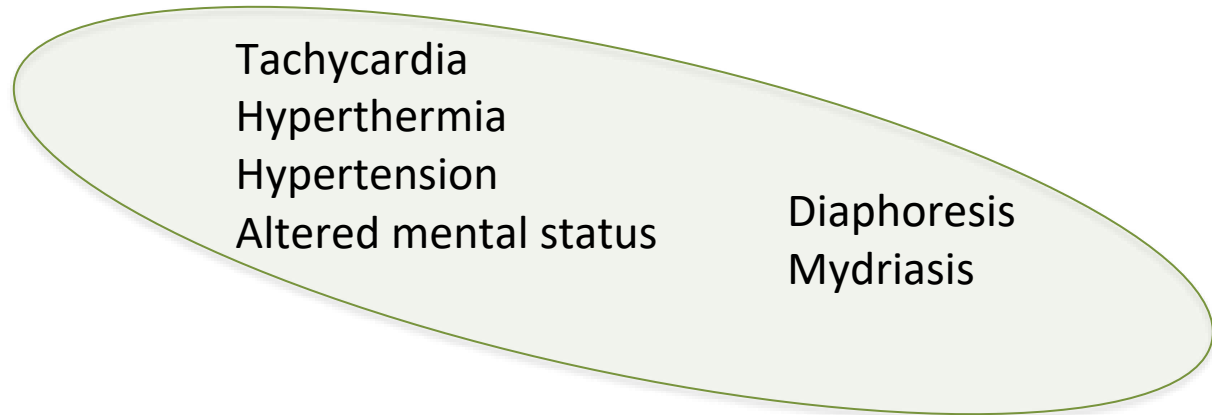 Tachycardia
Hyperthermia
Hypertension
Altered mental status
Diaphoresis
Mydriasis